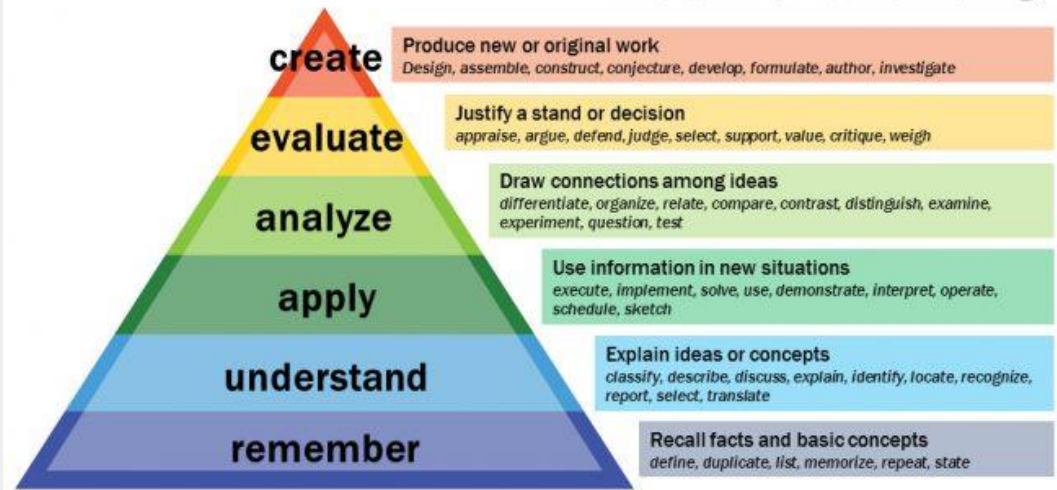 create
Produce new or original work
Design, assemble, construct, conjecture, develop, formulate, author, investigate
evaluate
Justify a stand or decision
appraise, argue, defend, judge, select, support, value, critique, weigh
analyze
Draw connections among ideas
differentiate, organize, relate, compare, contrast, distinguish, examine,
experiment, question, test
apply
Use information in new situations
execute, implement, solve, use, demonstrate, interpret, operate,
schedule, sketch
understand
Explain ideas or concepts
classify, describe, discuss, explain, identify, locate, recognize,
report, select, translate
remember
Recall facts and basic concepts
define, duplicate, list, memorize, repeat, state